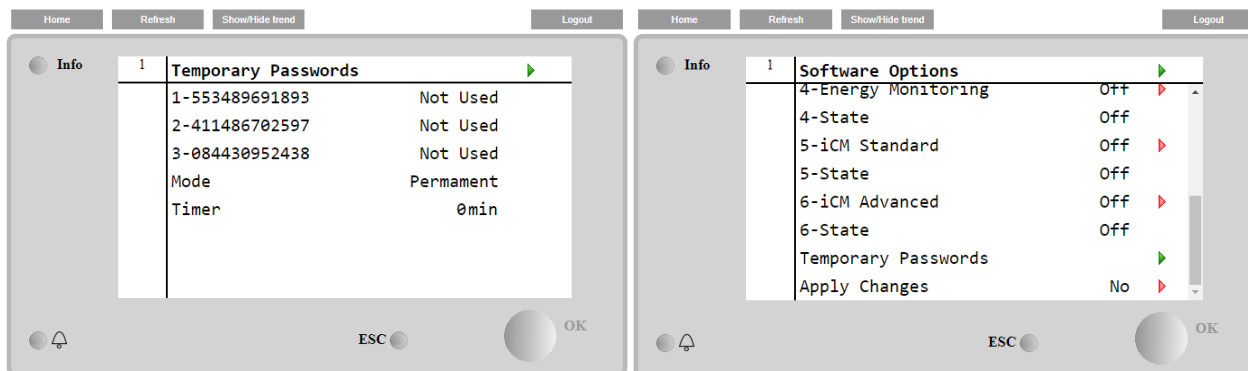 Home Refresh Show/Hide trend Logout
Info
1 Temporary Passwords
1-553489691893 Not Used
2-411486702597 Not Used
3-084430952438 Not Used
Mode Permament
Timer 0min
ESC OK
Home Refresh Show/Hide trend Logout
Info
1 Software Options
4-Energy Monitoring Off
4-State Off
5-iCM Standard Off
5-State Off
6-iCM Advanced Off
6-State Off
Temporary Passwords
Apply Changes No
ESC OK